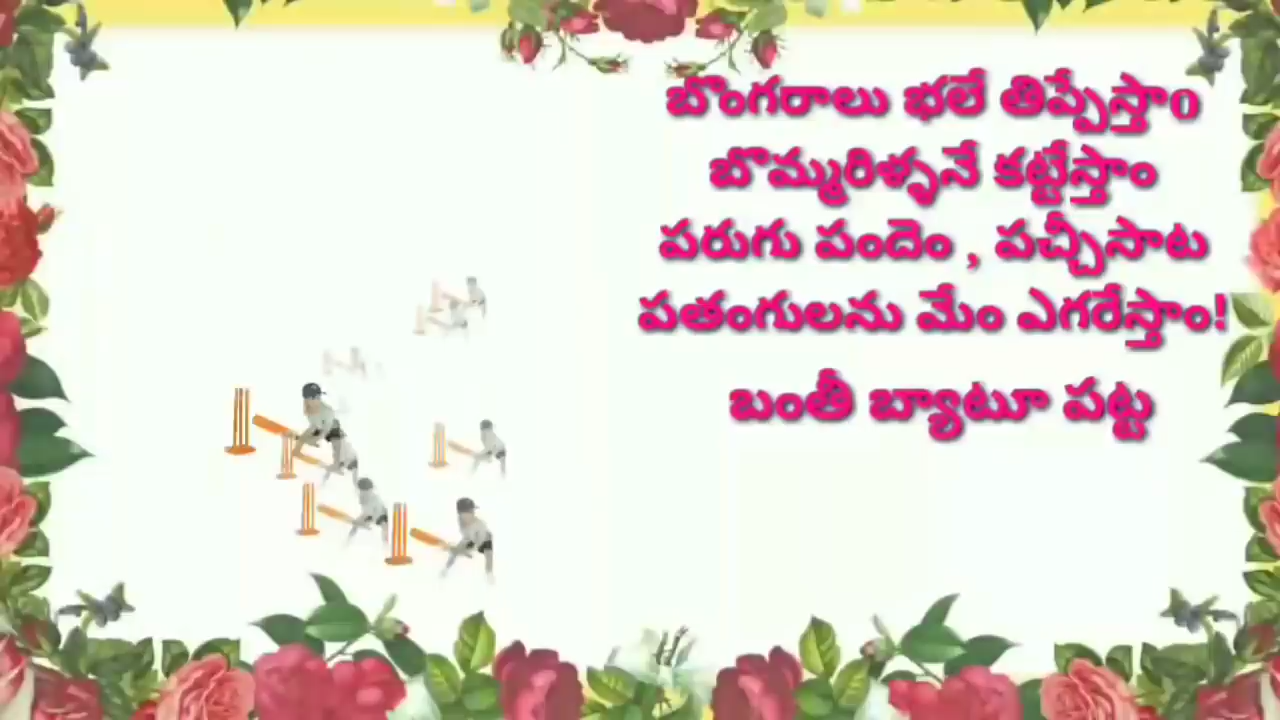 బొంగరాలు భలే తిప్పేస్తాం
బొమ్మరిళ్ళనే కట్టేస్తాం
పరుగు పందెం , పచ్చీసాట
పతంగులను మేం ఎగరేస్తాం!
బంతీ బ్యాటూ పట్ట